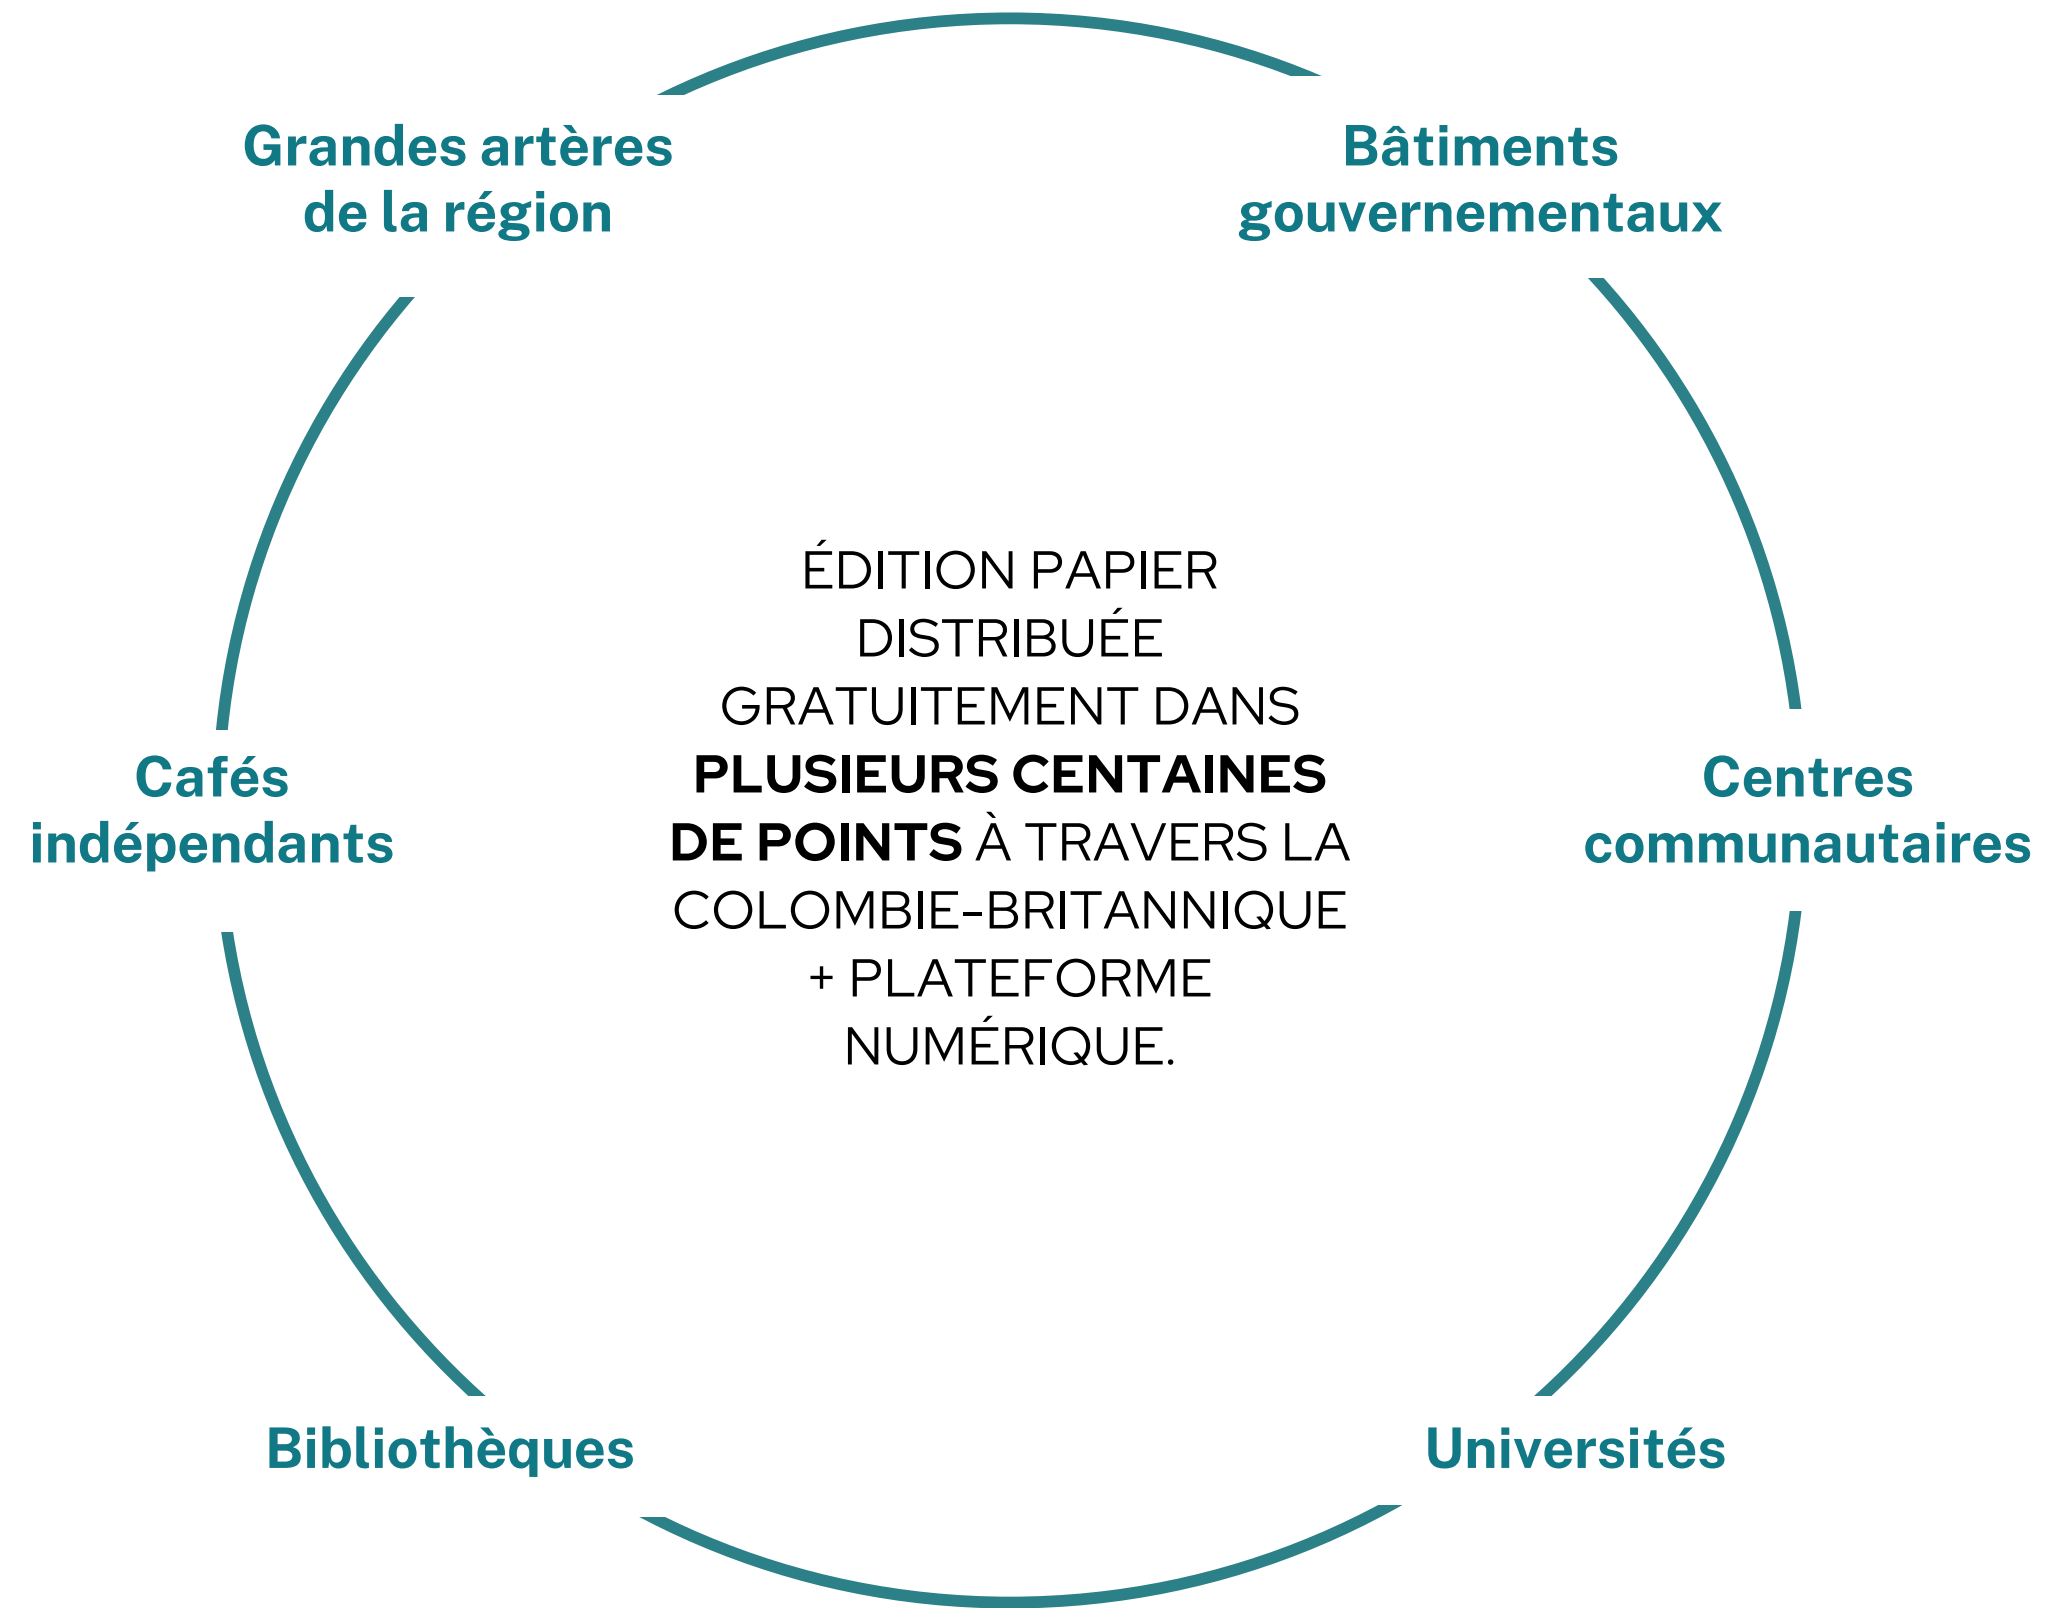 Grandes artères
de la région
Bâtiments
gouvernementaux
ÉDITION PAPIER
DISTRIBUÉE
GRATUITEMENT DANS
PLUSIEURS CENTAINES
DE POINTS À TRAVERS LA
COLOMBIE-BRITANNIQUE
+ PLATEFORME
NUMÉRIQUE.
Cafés
indépendants
Centres
communautaires
Bibliothèques
Universités